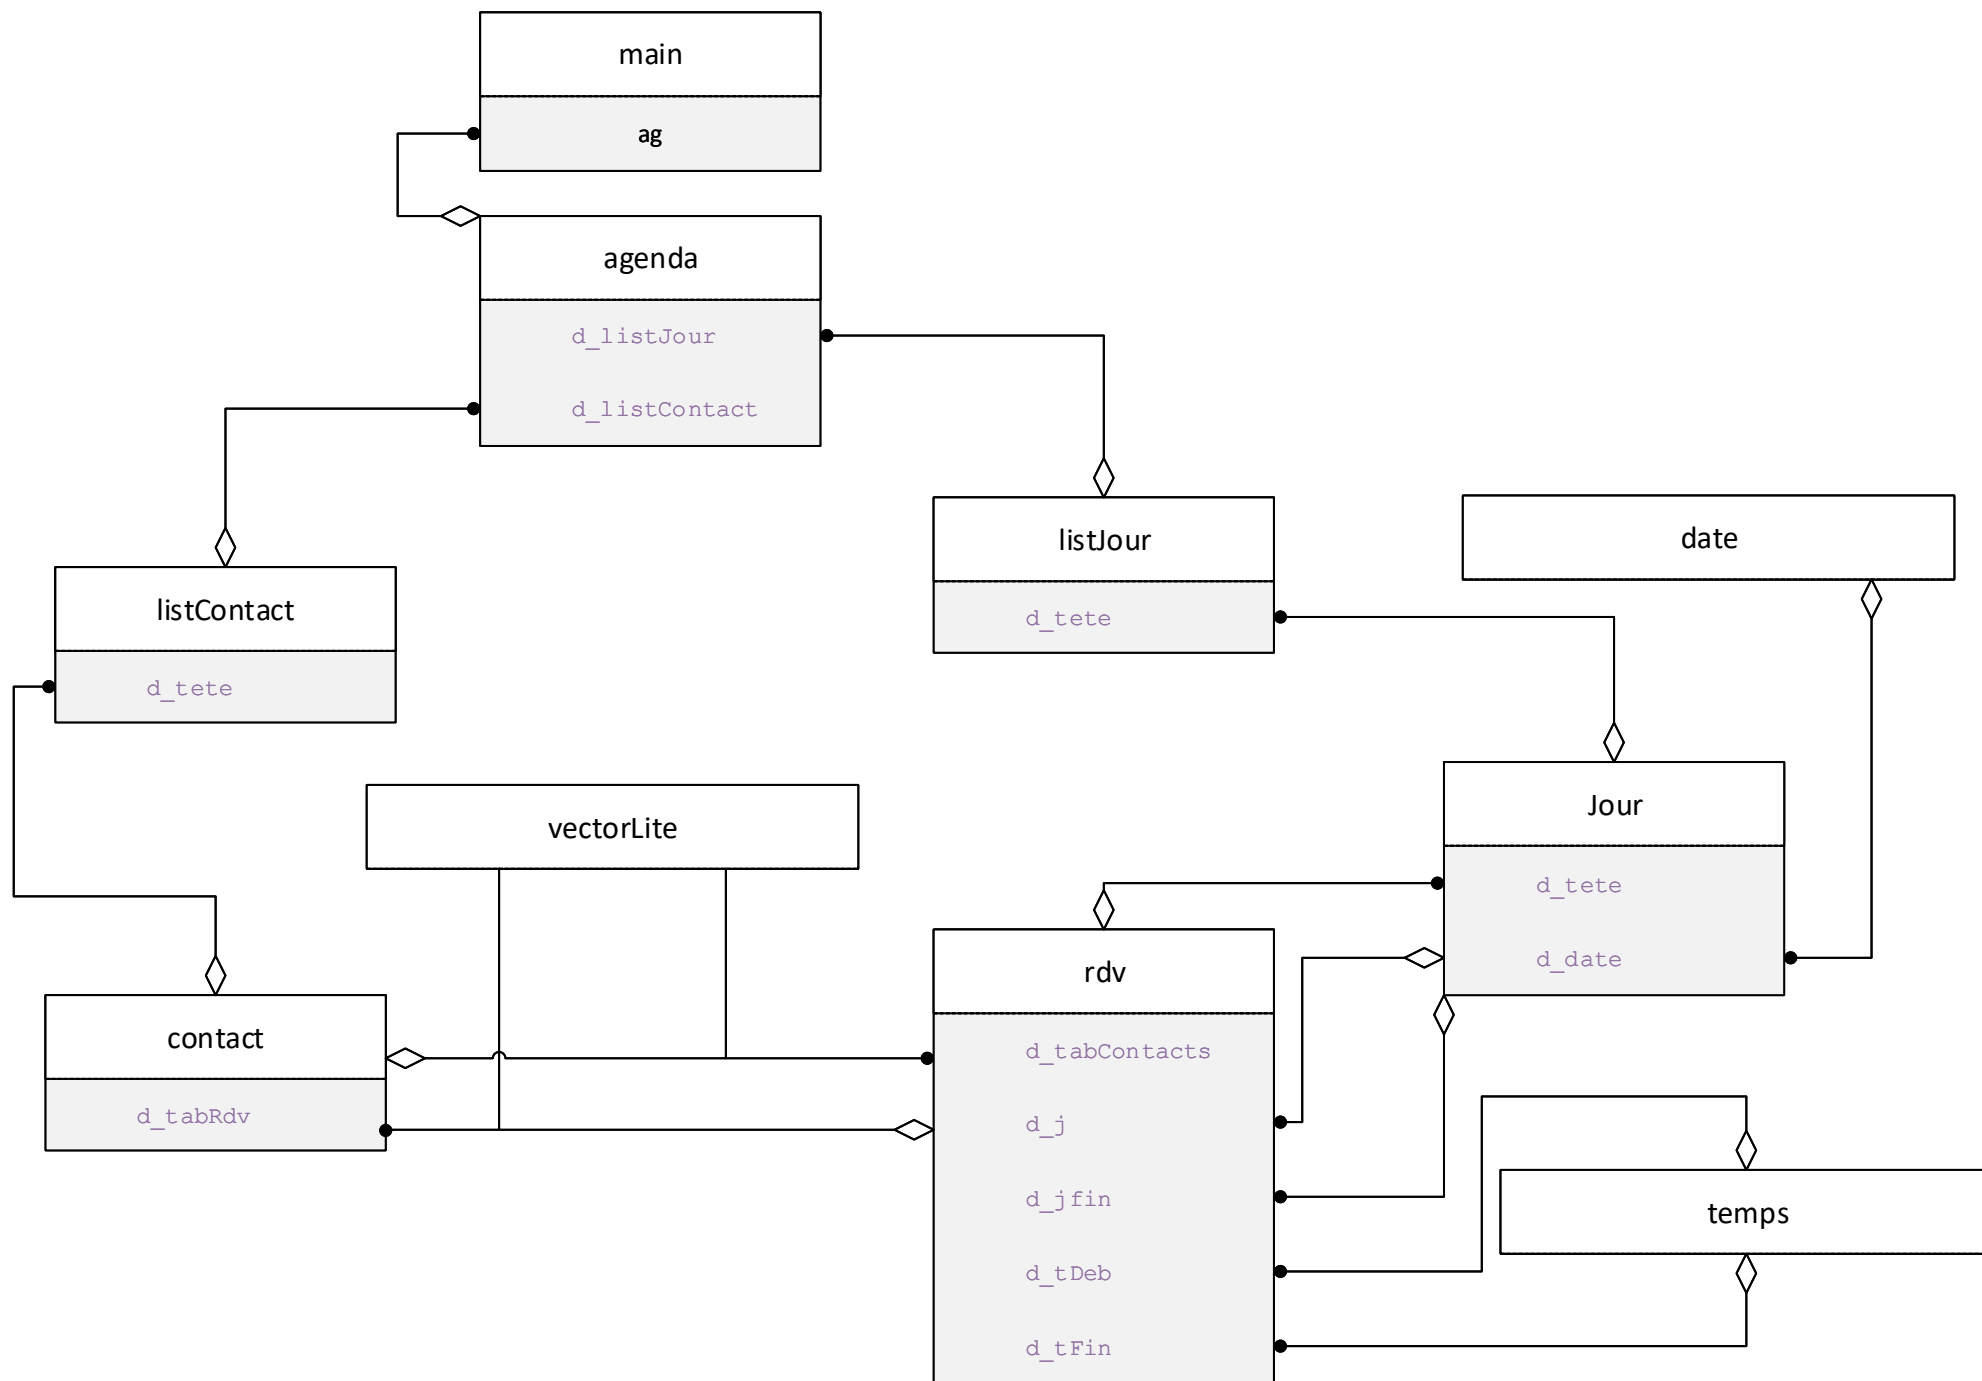 main
ag
agenda
d_listJour
d_listContact
listJour
d_tete
date
listContact
d_tete
vectorLite
Jour
d_tete
d_date
contact
d_tabRdv
rdv
d_tabContacts
d_j
d_jfin
d_tDeb
d_tFin
temps